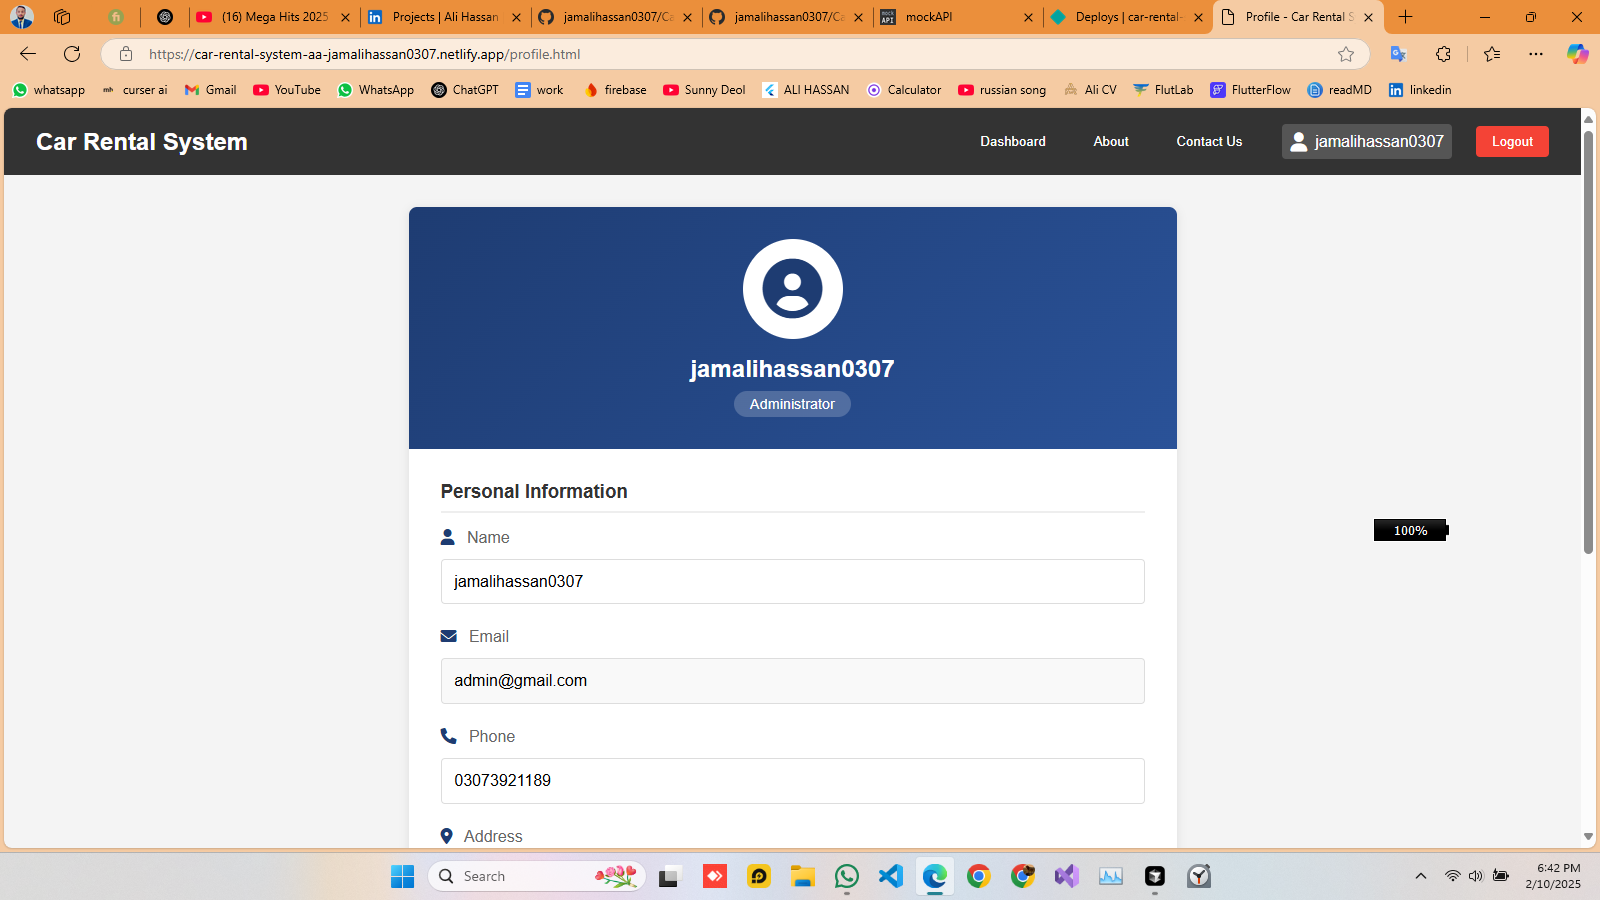 (16) Mega Hits 2025
Projects | Ali Hassan
jamalihassan0307/Ca
jamalihassan0307/Ca
mock API
mockAPI
Deploys | car-rental-
Profile - Car Rental S
https://car-rental-system-aa-jamalihassan0307.netlify.app/profile.html
whatsapp
curser ai
Gmail
YouTube
WhatsApp
ChatGPT
work
firebase
Sunny Deol
ALI HASSAN
Calculator
russian song
Ali CV
FlutLab
FlutterFlow
readMD
linkedin
Car Rental System
Dashboard
About
Contact Us
jamalihassan0307
Logout
jamalihassan0307
Administrator
Personal Information
Name
jamalihassan0307
100%
Email
admin@gmail.com
Phone
03073921189
Address
Search
6:42 PM
2/10/2025